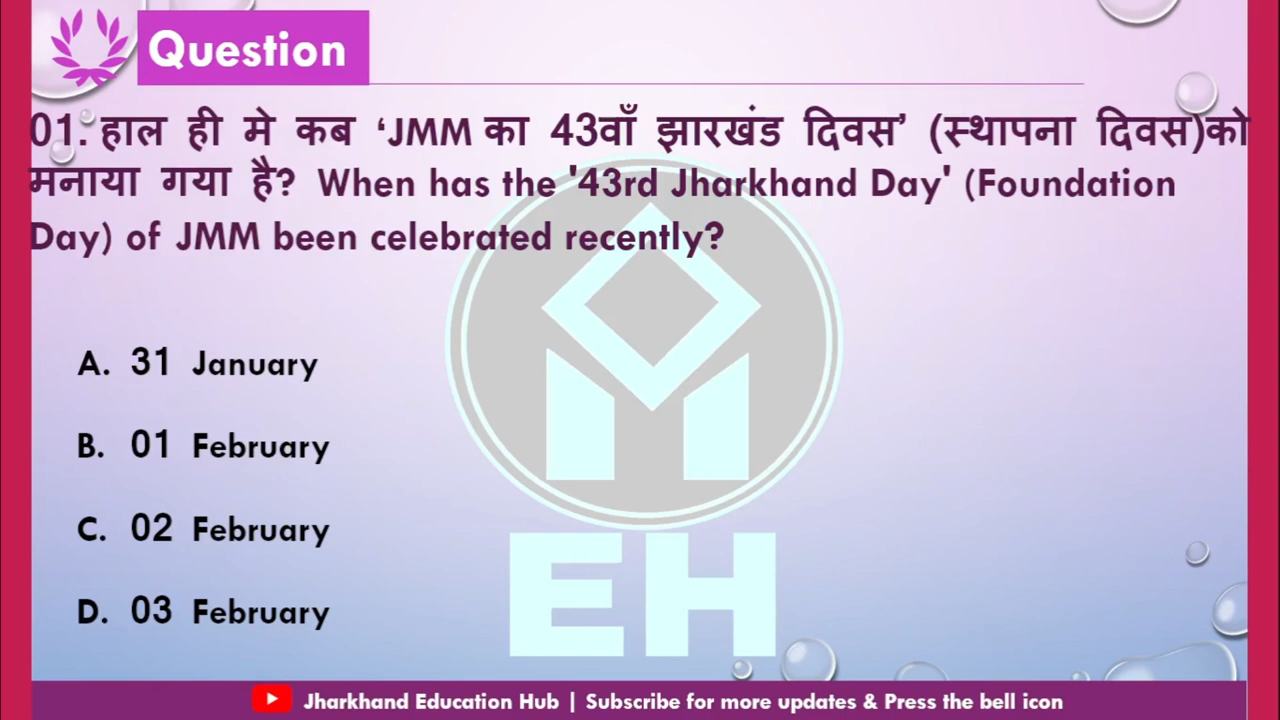 Question
01. हाल ही मे कब ‘JMM का 43वाँ झारखंड दिवस’ (स्थापना दिवस)को
मनाया गया है? When has the '43rd Jharkhand Day' (Foundation
Day) of JMM been celebrated recently?
A. 31 January
B. 01 February
C. 02 February
D. 03 February
EH
Jharkhand Education Hub | Subscribe for more updates & Press the bell icon